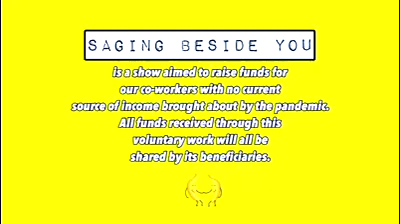 SAGING BESIDE YOU
is a show aimed to raise funds for
our co-workers with no current
source of income brought about by the pandemic.
All funds received through this
voluntary work will all be
shared by its beneficiaries.